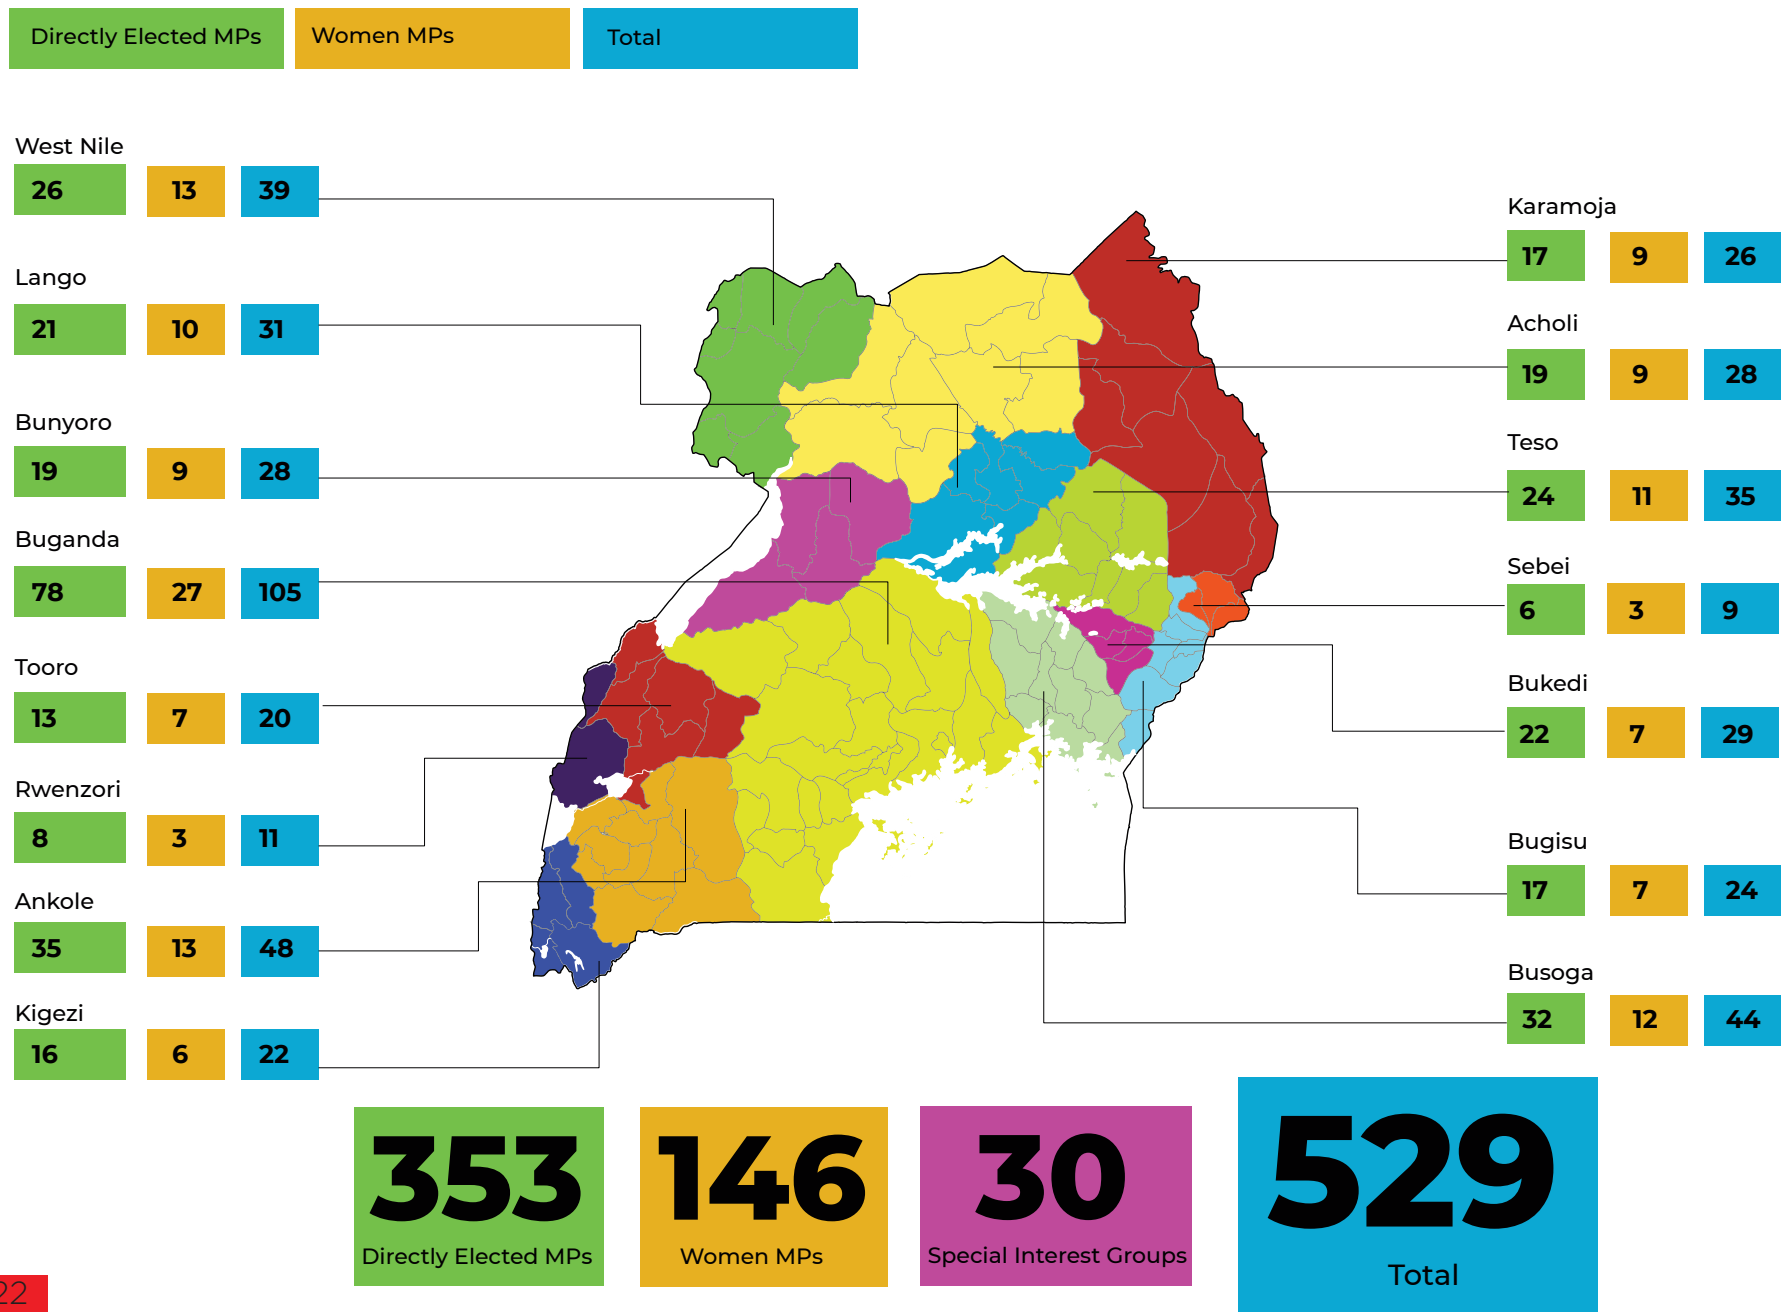 Directly Elected MPs Women MPs Total
West Nile
26 13 39
Lango
21 10 31
Bunyoro
19 9 28
Buganda
78 27 105
Tooro
13 7 20
Rwenzori
8 3 11
Ankole
35 13 48
Kigezi
16 6 22
Karamoja
17 9 26
Acholi
19 9 28
Teso
24 11 35
Sebei
6 3 9
Bukedi
22 7 29
Bugisu
17 7 24
Busoga
32 12 44
353
Directly Elected MPs
146
Women MPs
30
Special Interest Groups
529
Total
22